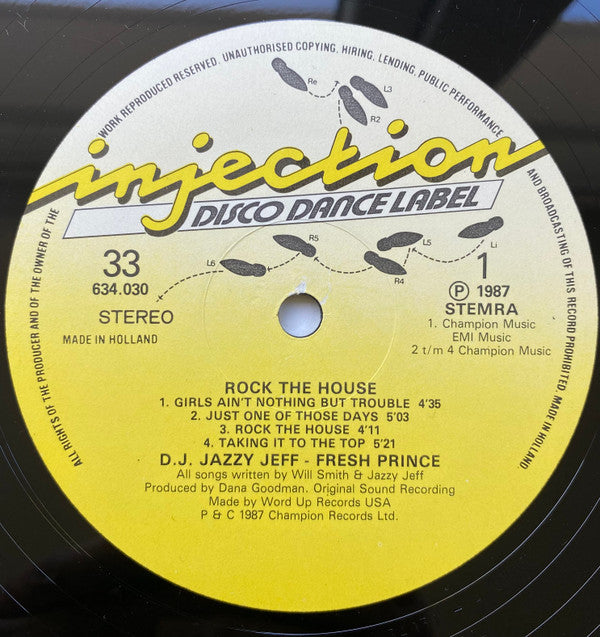 ALL RIGHTS OF THE PRODUCER AND OF THE OWNER OF THE WORK REPRODUCED RESERVED. UNAUTHORISED COPYING, HIRING, LENDING, PUBLIC PERFORMANCE AND BROADCASTING OF THIS RECORD PROHIBITED. MADE IN HOLLAND
Re
L3
R2
injection
DISCO DANCE LABEL
Li
L5
R5
R4
L6
33
634.030
STEREO
MADE IN HOLLAND
1
℗ 1987
STEMRA
1. Champion Music
EMI Music
2 t/m 4 Champion Music
ROCK THE HOUSE
1. GIRLS AIN'T NOTHING BUT TROUBLE 4'35
2. JUST ONE OF THOSE DAYS 5'03
3. ROCK THE HOUSE 4'11
4. TAKING IT TO THE TOP 5'21
D.J. JAZZY JEFF - FRESH PRINCE
All songs written by Will Smith & Jazzy Jeff
Produced by Dana Goodman. Original Sound Recording
Made by Word Up Records USA
P & C 1987 Champion Records Ltd.